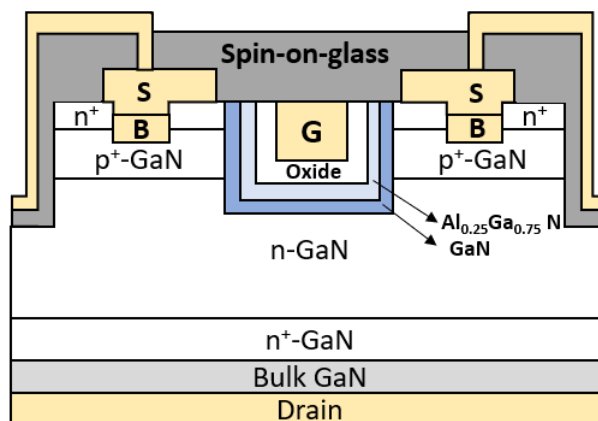 Spin-on-glass
S
S
n⁺
G
n⁺
B
B
p⁺-GaN
p⁺-GaN
Oxide
Al₀.₂₅Ga₀.₇₅ N
GaN
n-GaN
n⁺-GaN
Bulk GaN
Drain